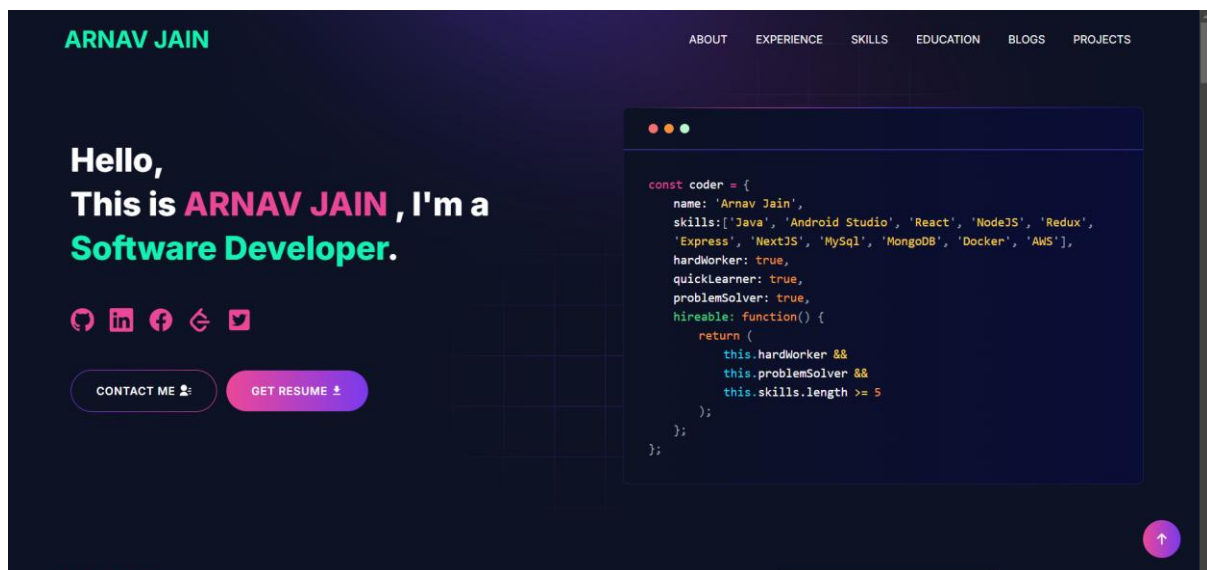 ARNAV JAIN
ABOUT EXPERIENCE SKILLS EDUCATION BLOGS PROJECTS
Hello,
This is ARNAV JAIN , I'm a
Software Developer.
CONTACT ME
GET RESUME
const coder = {
name: 'Arnav Jain',
skills:['Java', 'Android Studio', 'React', 'NodeJS', 'Redux',
'Express', 'NextJS', 'MySql', 'MongoDB', 'Docker', 'AWS'],
hardWorker: true,
quickLearner: true,
problemSolver: true,
hireable: function() {
return (
this.hardWorker &&
this.problemSolver &&
this.skills.length >= 5
);
};
};